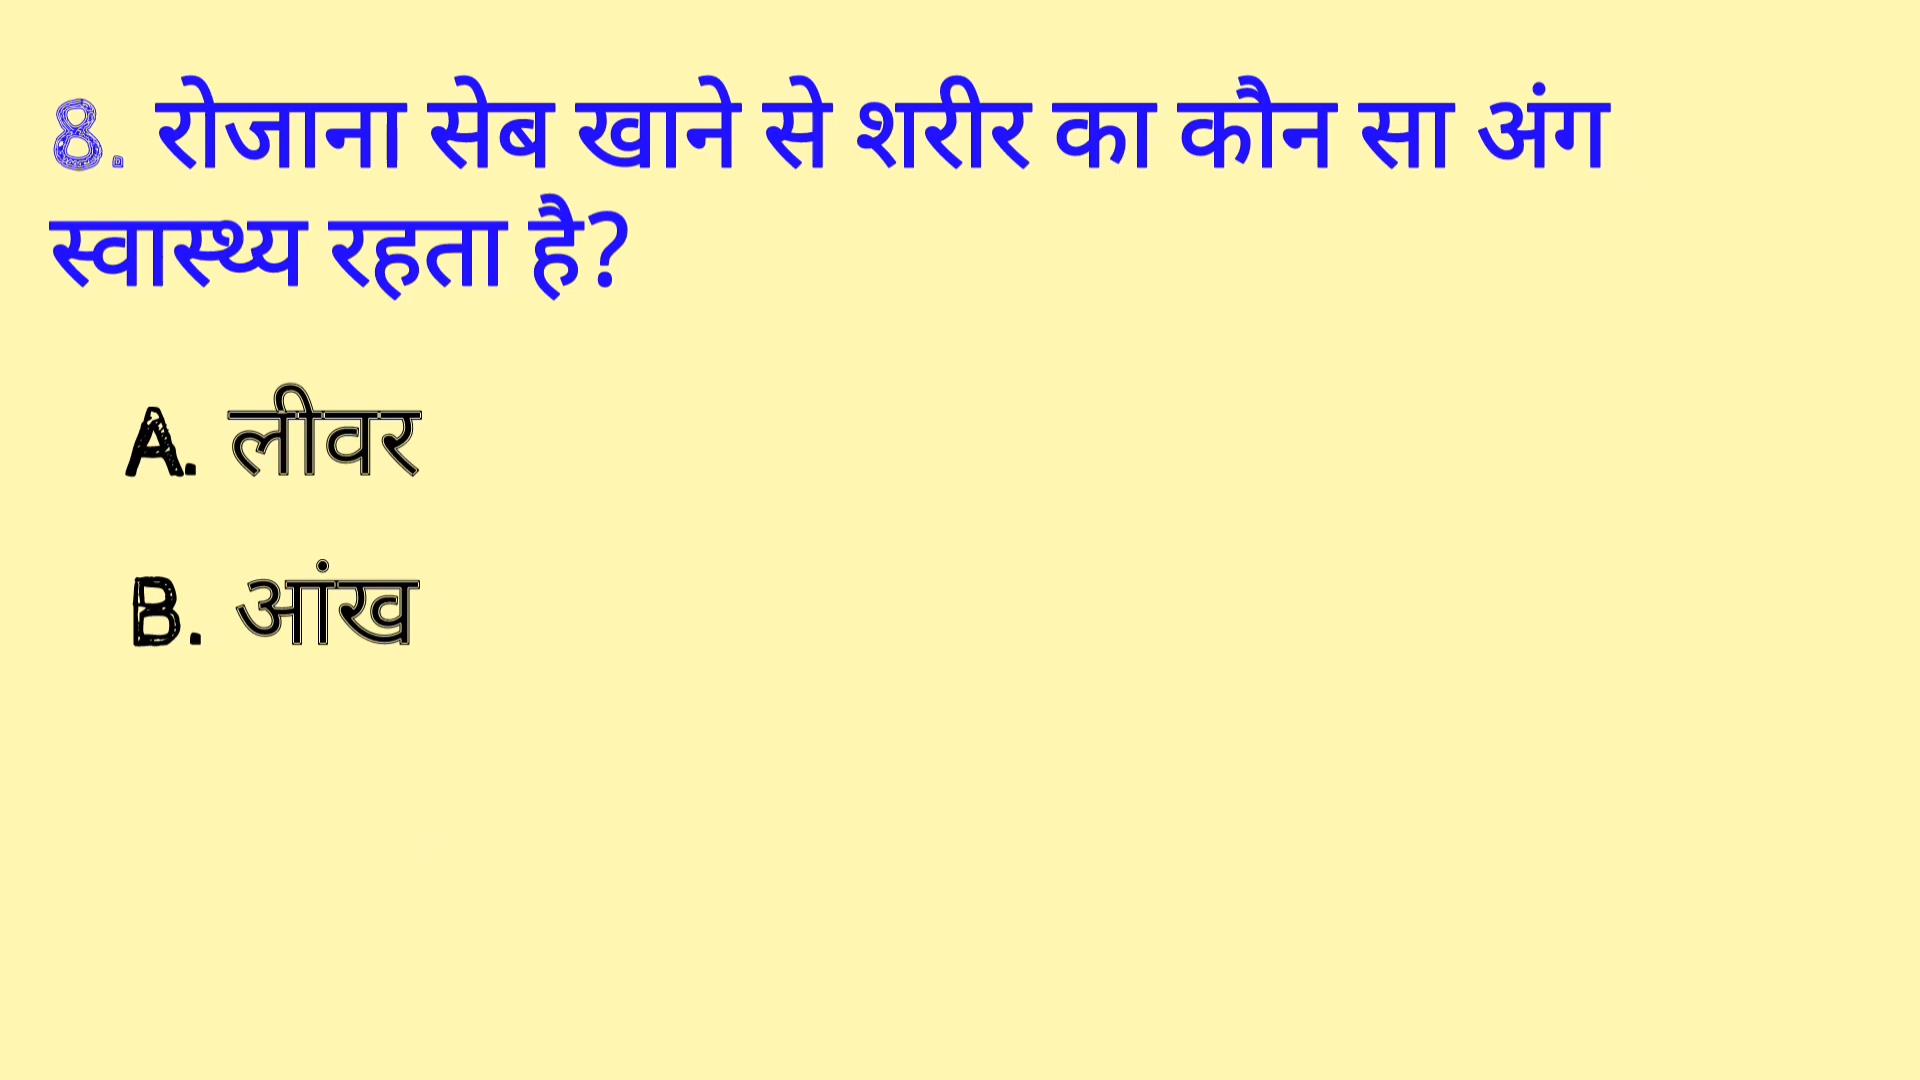 8. रोजाना सेब खाने से शरीर का कौन सा अंग
स्वास्थ्य रहता है?
A. लीवर
B. आंख